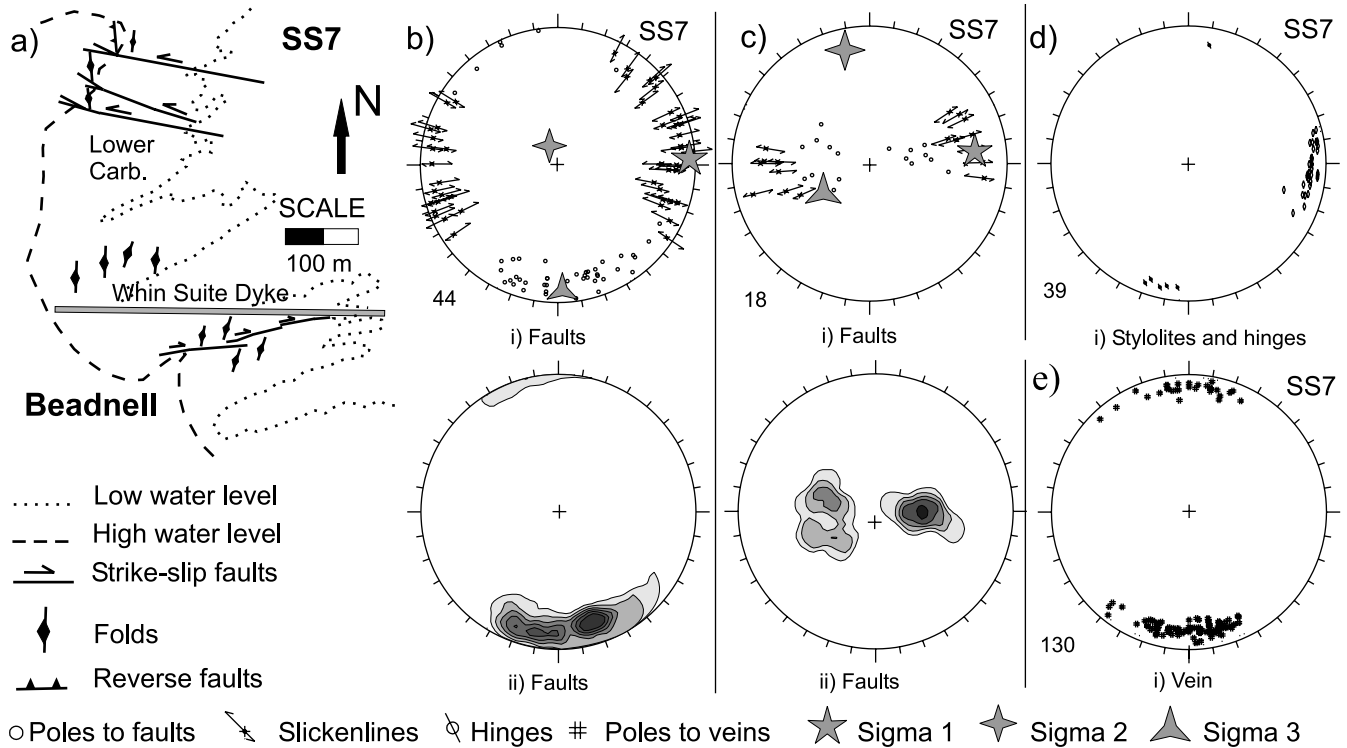 a)
SS7
N
Lower
Carb.
SCALE
100 m
Whin Suite Dyke
Beadnell
Low water level
High water level
Strike-slip faults
Folds
Reverse faults
b)
SS7
44
i) Faults
ii) Faults
c)
SS7
18
i) Faults
ii) Faults
d)
SS7
39
i) Stylolites and hinges
e)
SS7
130
i) Vein
Poles to faults
Slickenlines
Hinges
Poles to veins
Sigma 1
Sigma 2
Sigma 3